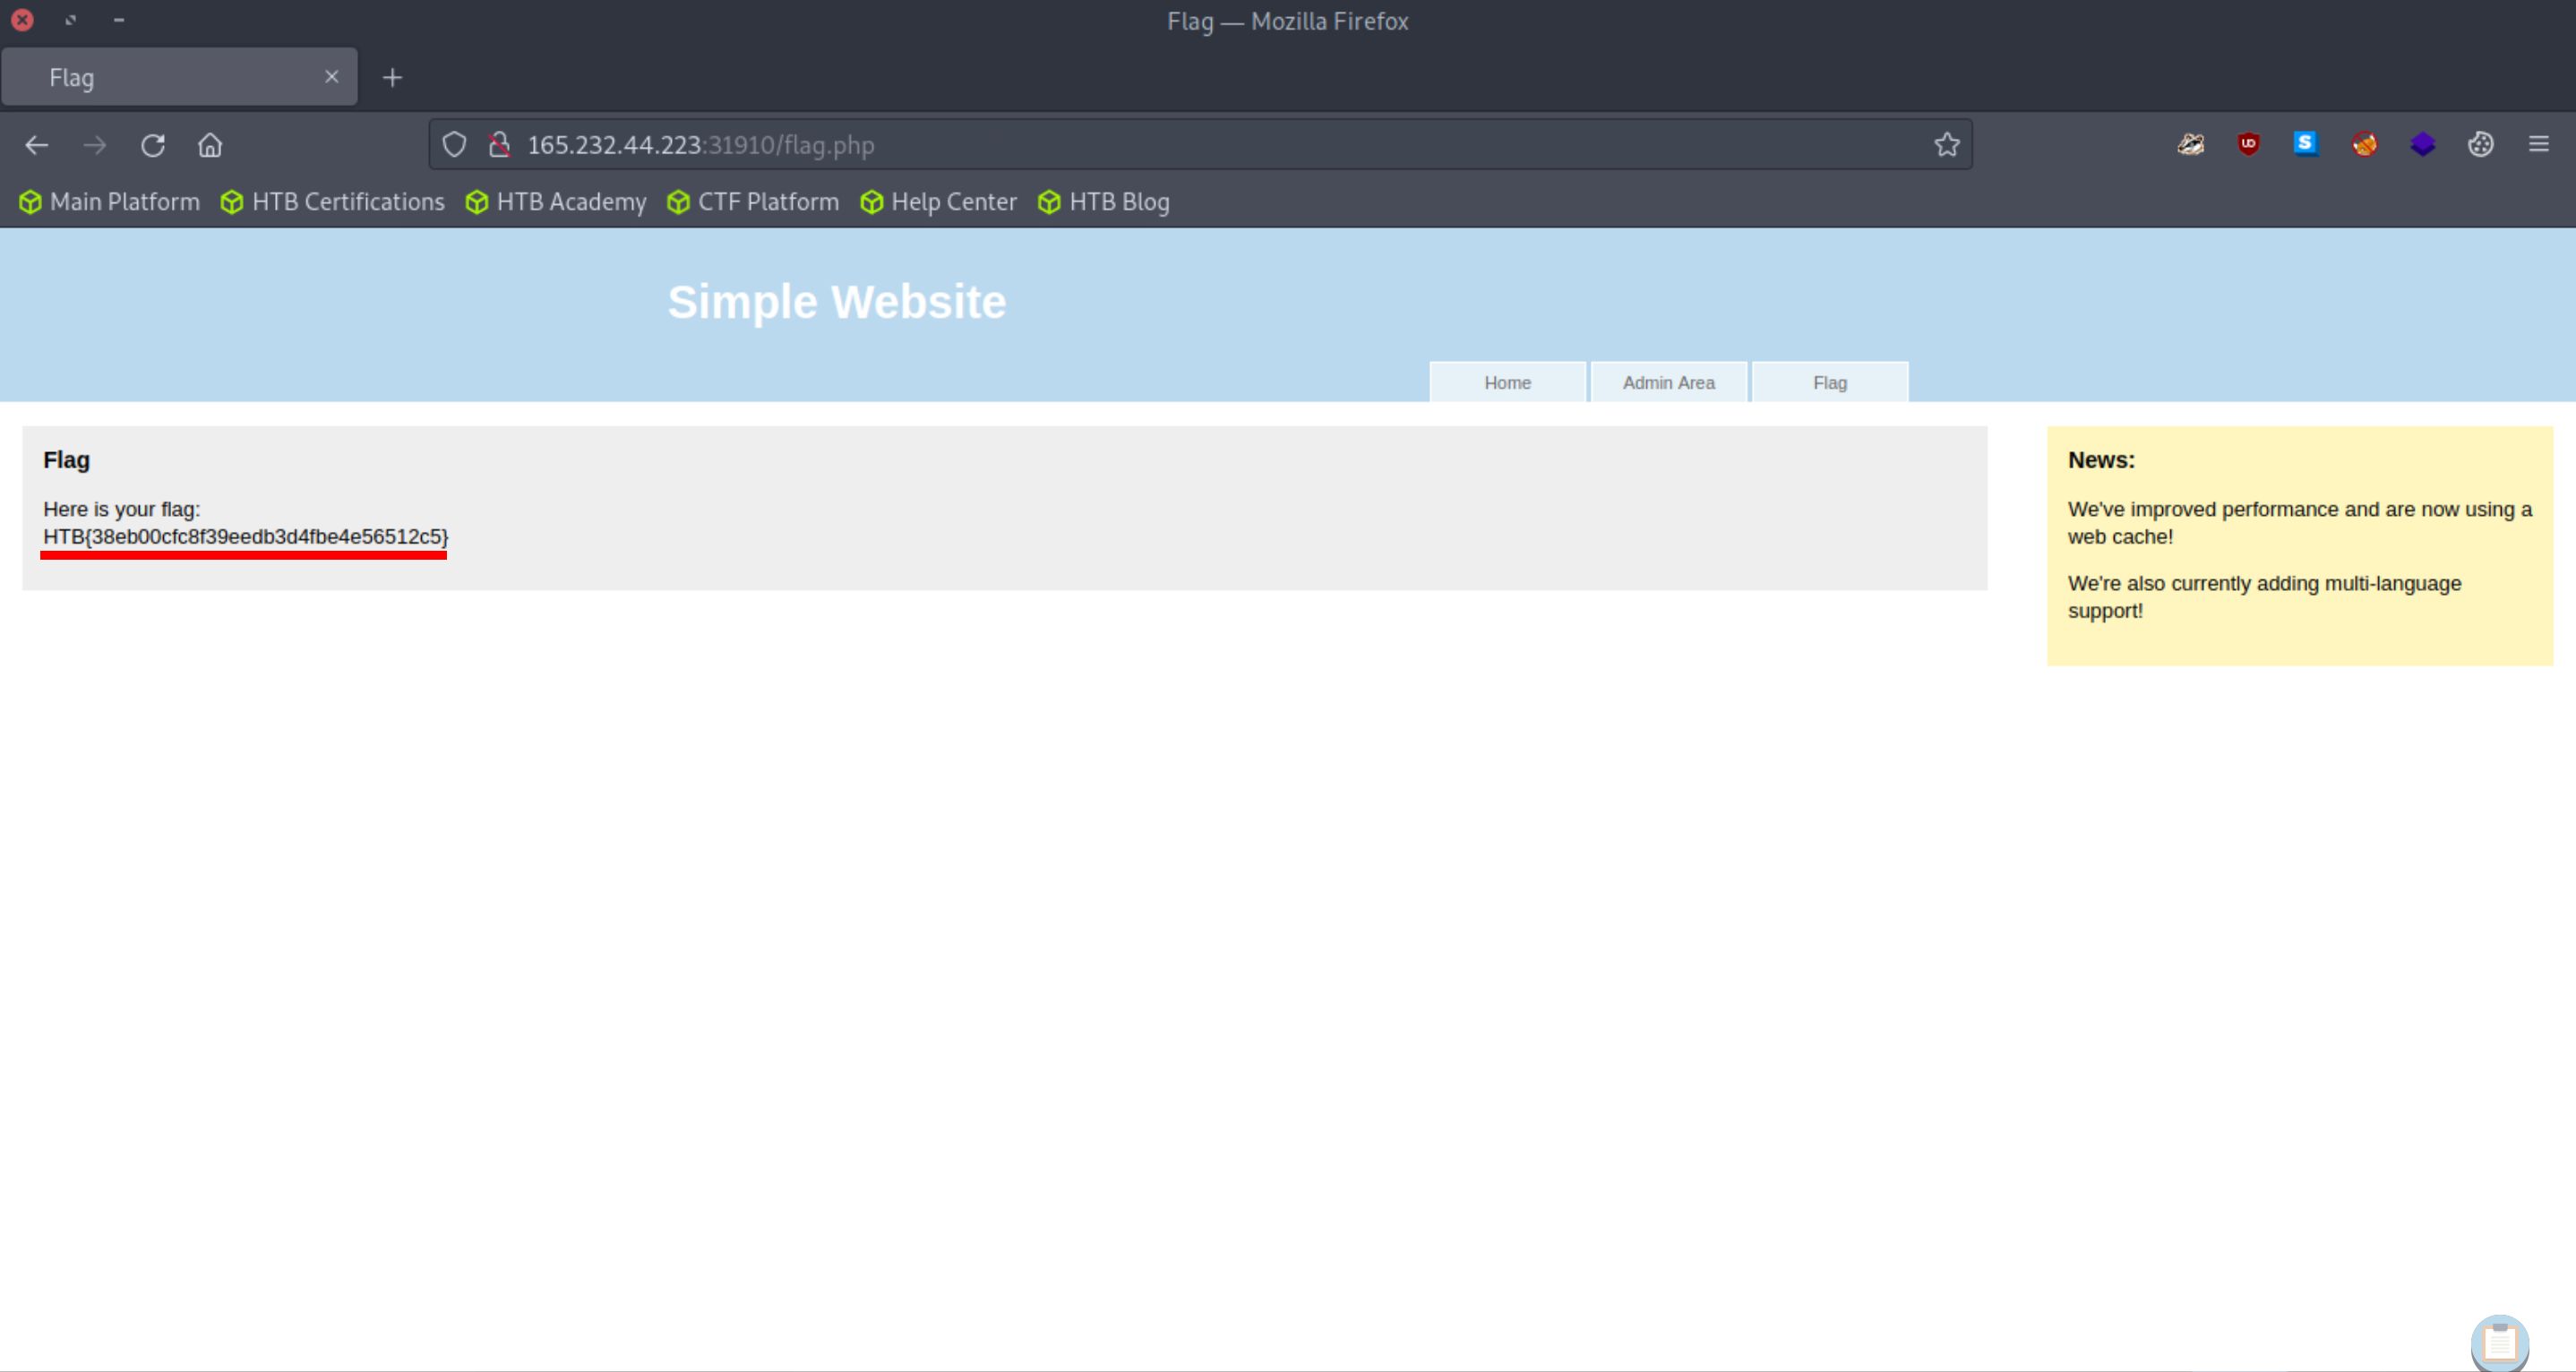 Flag — Mozilla Firefox
Flag
165.232.44.223:31910/flag.php
Main Platform HTB Certifications HTB Academy CTF Platform Help Center HTB Blog
Simple Website
Home Admin Area Flag
Flag
Here is your flag:
HTB{38eb00cfc8f39eedb3d4fbe4e56512c5}
News:
We've improved performance and are now using a
web cache!
We're also currently adding multi-language
support!